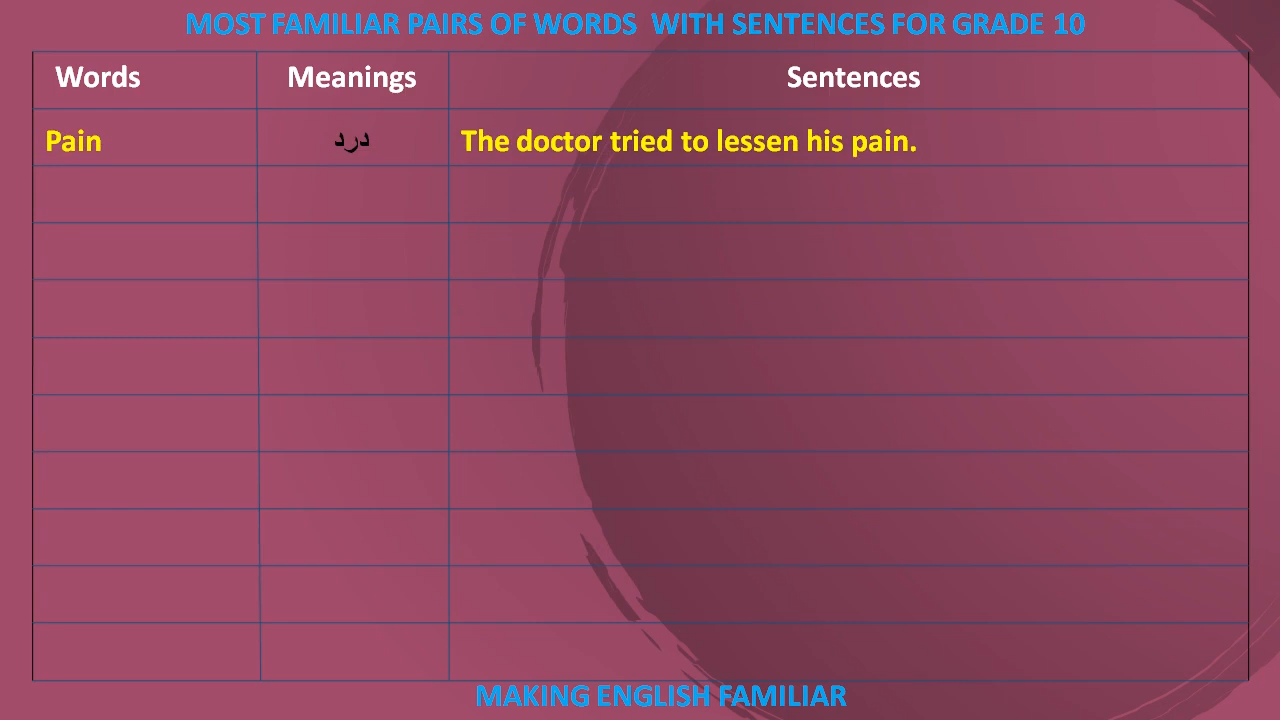 MOST FAMILIAR PAIRS OF WORDS WITH SENTENCES FOR GRADE 10
Words Meanings Sentences
Pain درد The doctor tried to lessen his pain.
MAKING ENGLISH FAMILIAR